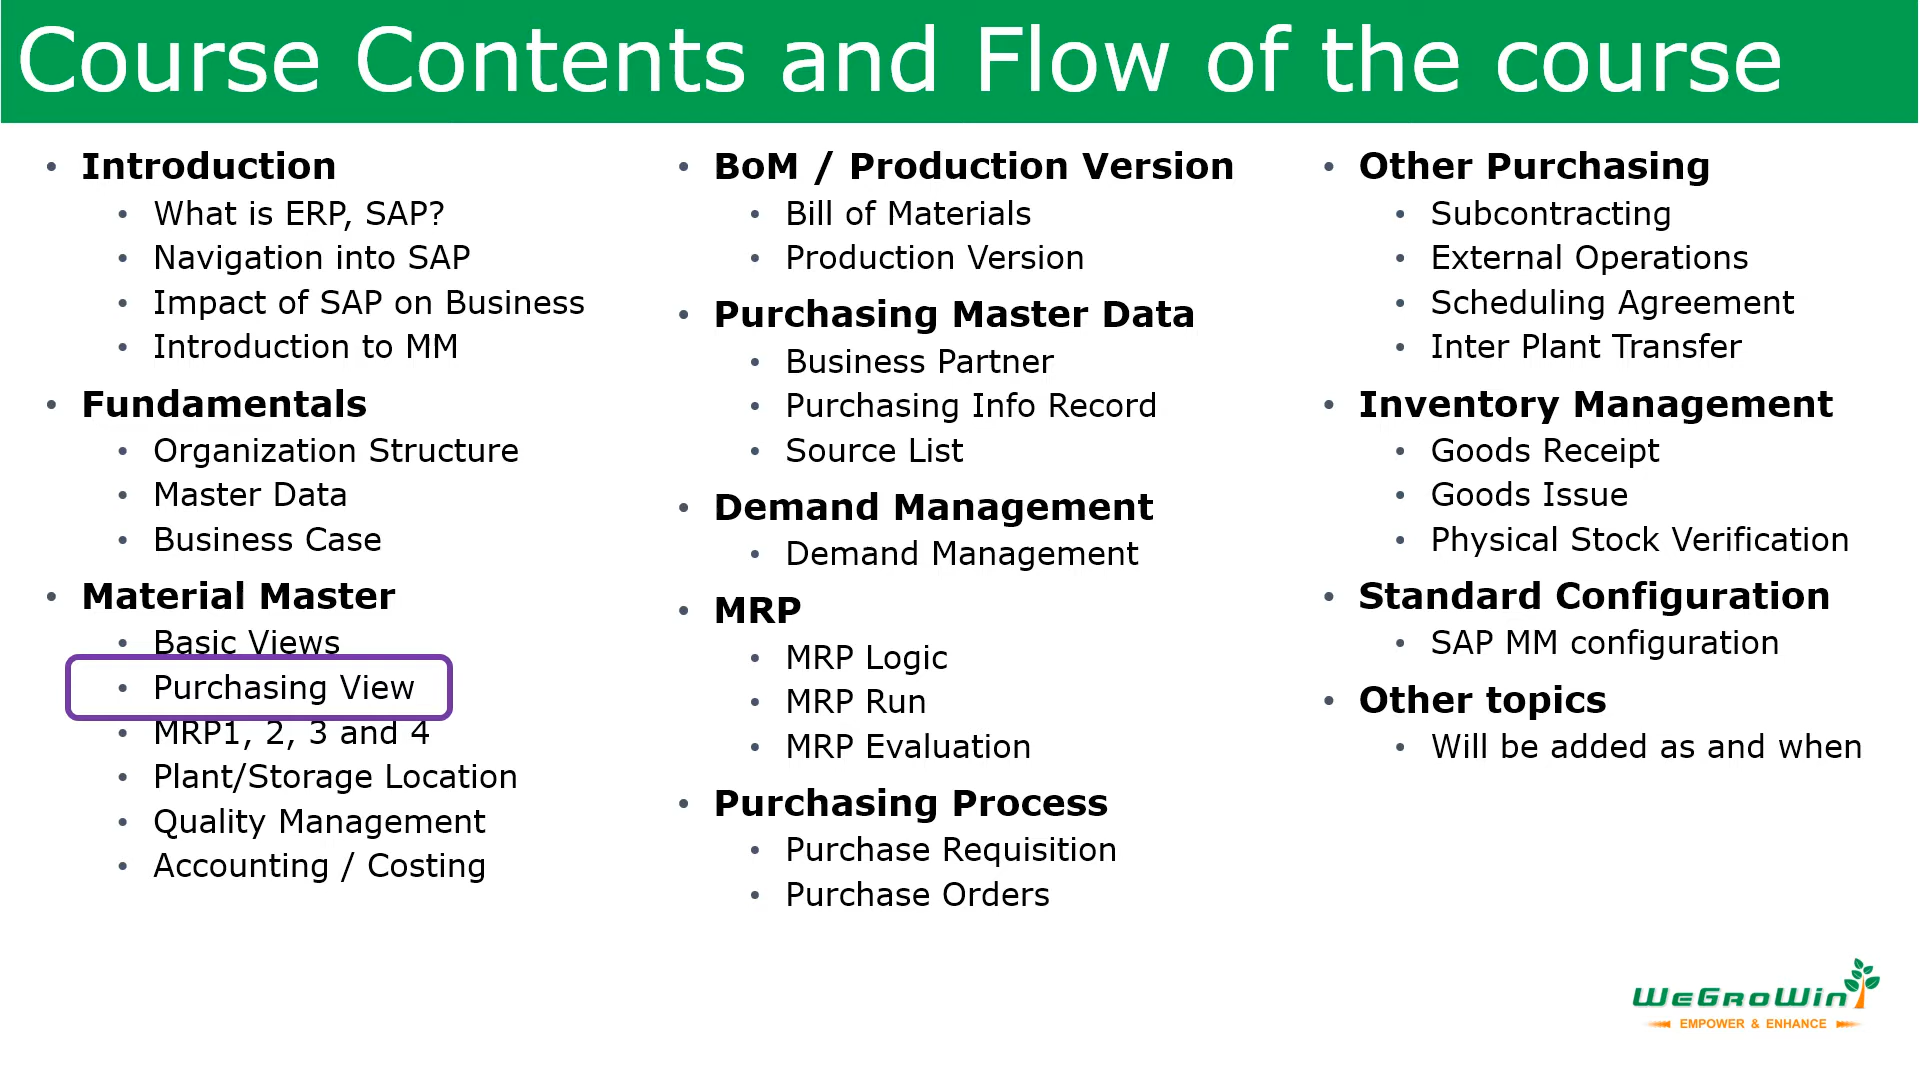 Course Contents and Flow of the course
Introduction
What is ERP, SAP?
Navigation into SAP
Impact of SAP on Business
Introduction to MM
Fundamentals
Organization Structure
Master Data
Business Case
Material Master
Basic Views
Purchasing View
MRP1, 2, 3 and 4
Plant/Storage Location
Quality Management
Accounting / Costing
BoM / Production Version
Bill of Materials
Production Version
Purchasing Master Data
Business Partner
Purchasing Info Record
Source List
Demand Management
Demand Management
MRP
MRP Logic
MRP Run
MRP Evaluation
Purchasing Process
Purchase Requisition
Purchase Orders
Other Purchasing
Subcontracting
External Operations
Scheduling Agreement
Inter Plant Transfer
Inventory Management
Goods Receipt
Goods Issue
Physical Stock Verification
Standard Configuration
SAP MM configuration
Other topics
Will be added as and when
WeGroWin
EMPOWER & ENHANCE